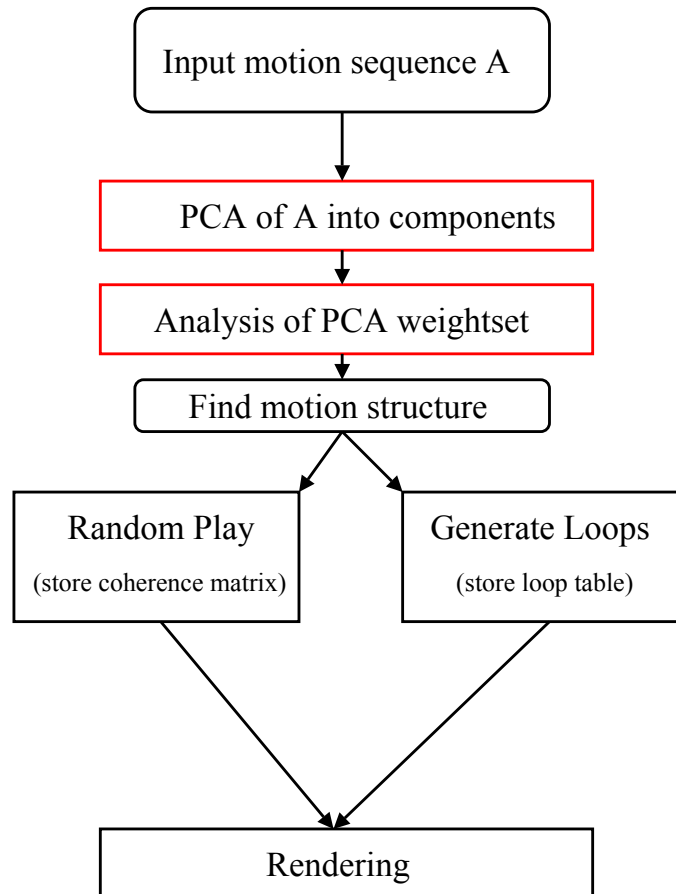 Input motion sequence A
PCA of A into components
Analysis of PCA weightset
Find motion structure
Random Play
(store coherence matrix)
Generate Loops
(store loop table)
Rendering